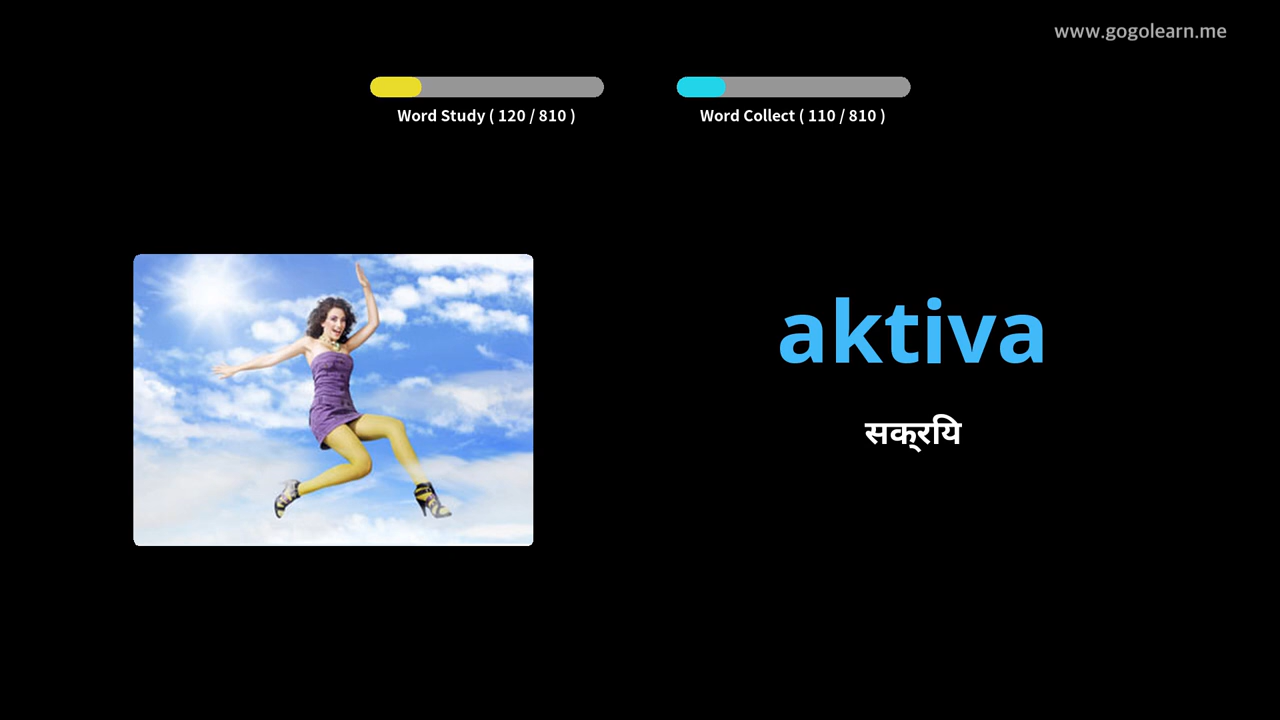 www.gogolearn.me
Word Study ( 120 / 810 )
Word Collect ( 110 / 810 )
aktiva
सक्रयि